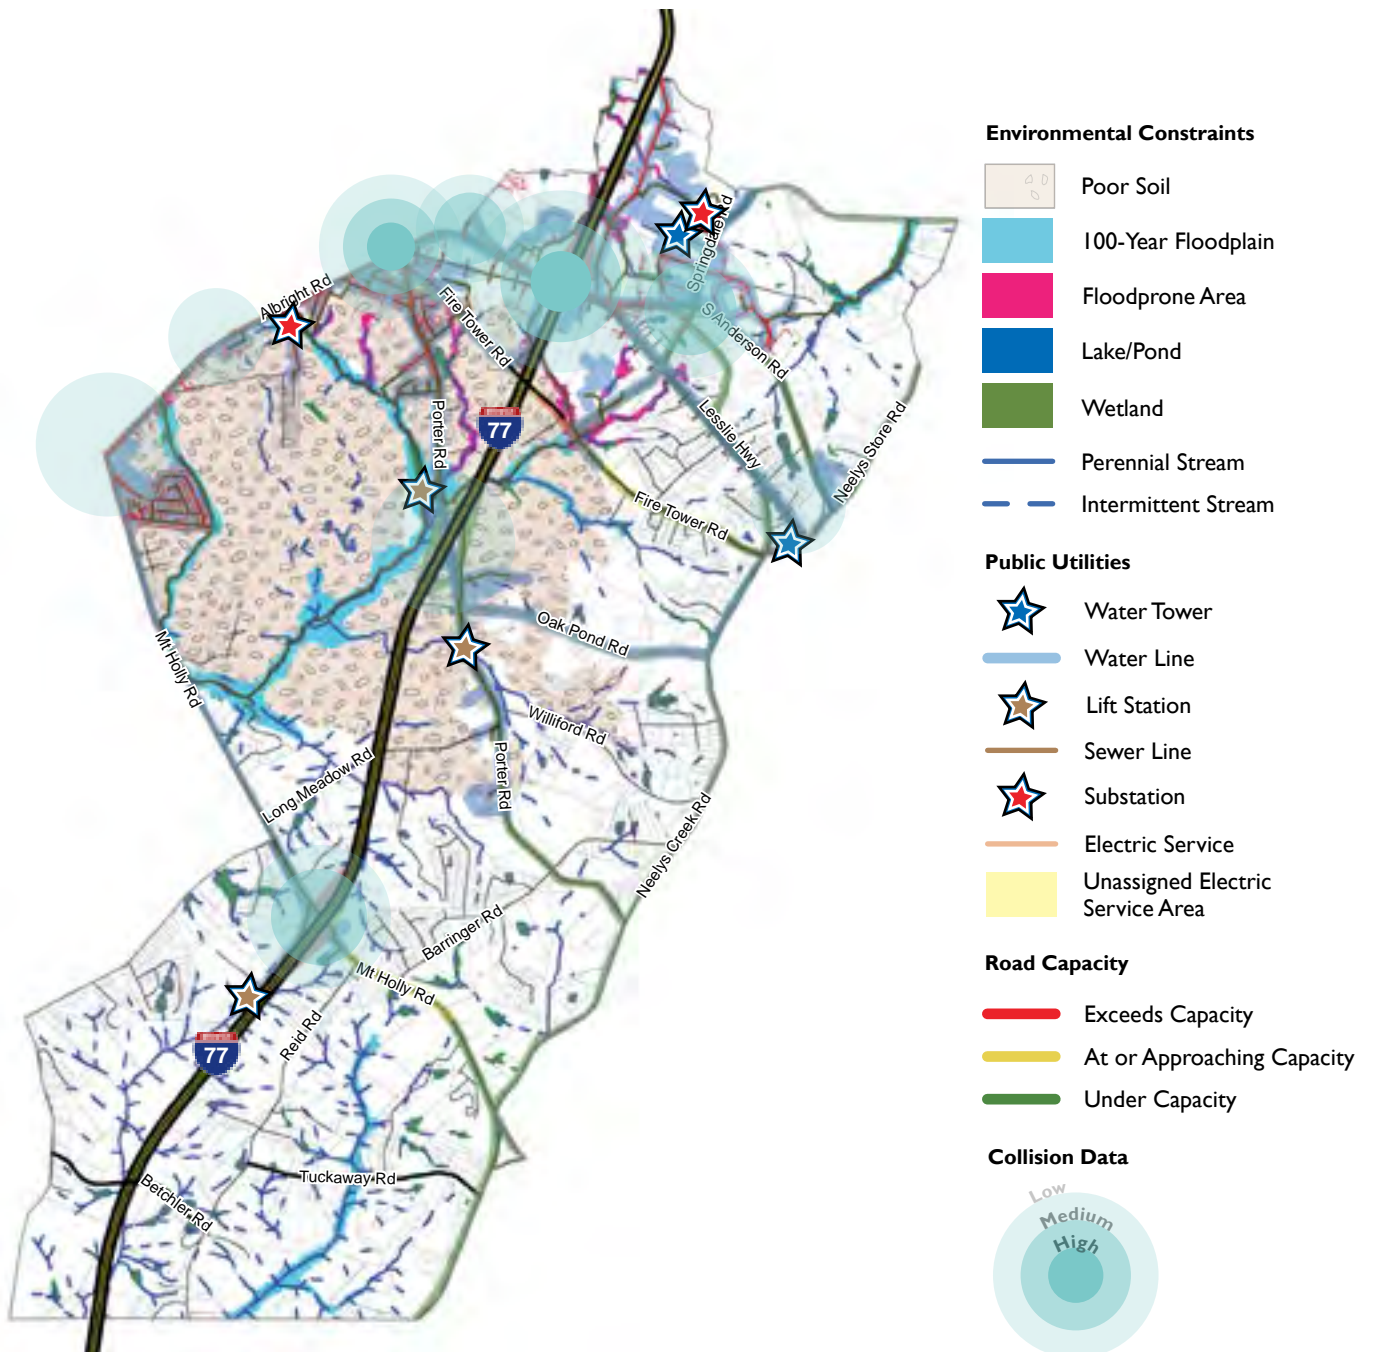 Environmental Constraints
Poor Soil
100-Year Floodplain
Floodprone Area
Lake/Pond
Wetland
Perennial Stream
Intermittent Stream
Public Utilities
Water Tower
Water Line
Lift Station
Sewer Line
Substation
Electric Service
Unassigned Electric
Service Area
Road Capacity
Exceeds Capacity
At or Approaching Capacity
Under Capacity
Collision Data
Low
Medium
High
Springdale Rd
Albright Rd
Fire Tower Rd
S Anderson Rd
Porter Rd
77
Lesslie Hwy
Neelys Store Rd
Fire Tower Rd
Oak Pond Rd
Mt Holly Rd
Williford Rd
Porter Rd
Long Meadow Rd
Neelys Creek Rd
Barringer Rd
Mt Holly Rd
Reid Rd
77
Tuckaway Rd
Betchler Rd